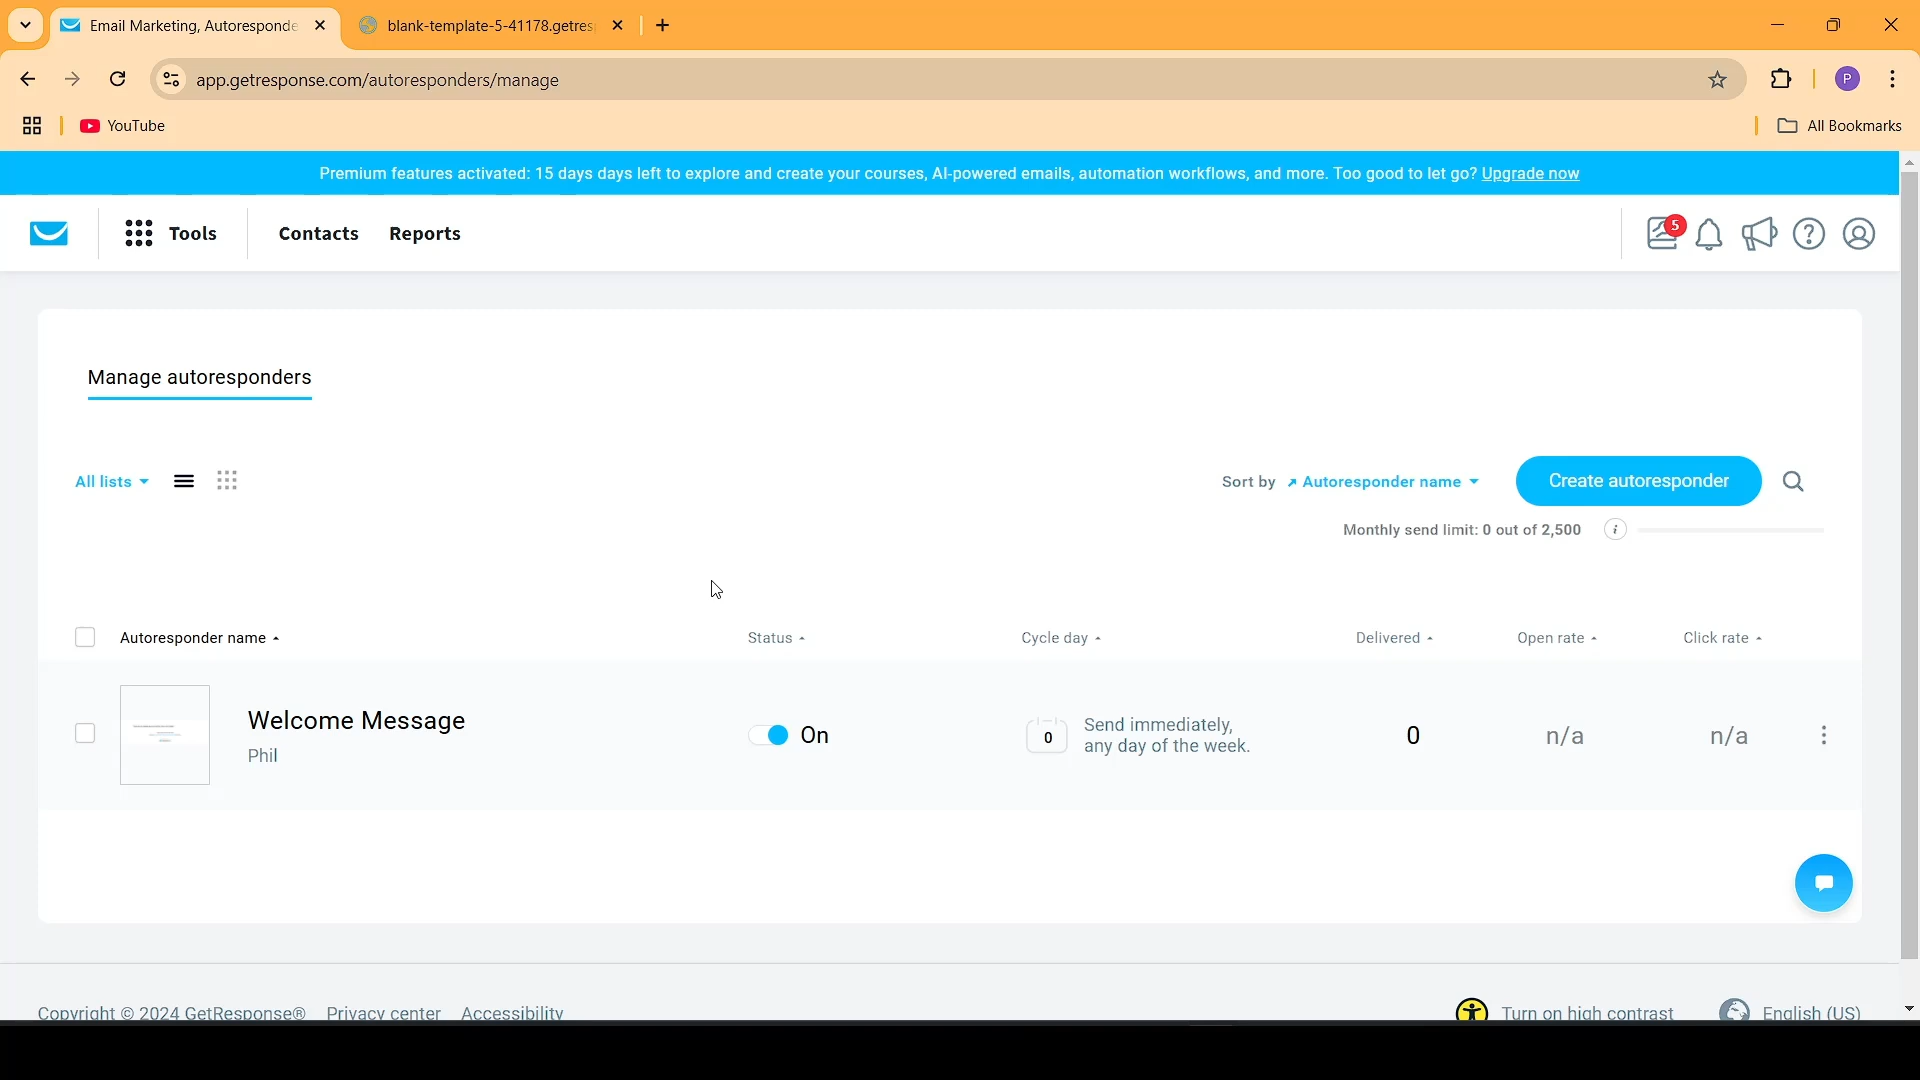 Email Marketing, Autoresponde
blank-template-5-41178.getres
app.getresponse.com/autoresponders/manage
P
YouTube
All Bookmarks
Premium features activated: 15 days days left to explore and create your courses, AI-powered emails, automation workflows, and more. Too good to let go? Upgrade now
Tools
Contacts
Reports
5
Manage autoresponders
All lists
Sort by
Autoresponder name
Create autoresponder
Monthly send limit: 0 out of 2,500
Autoresponder name
Status
Cycle day
Delivered
Open rate
Click rate
Welcome Message
Phil
On
0
Send immediately,
any day of the week.
0
n/a
n/a
Copyright © 2024 GetResponse®
Privacy center
Accessibility
Turn on high contrast
English (US)